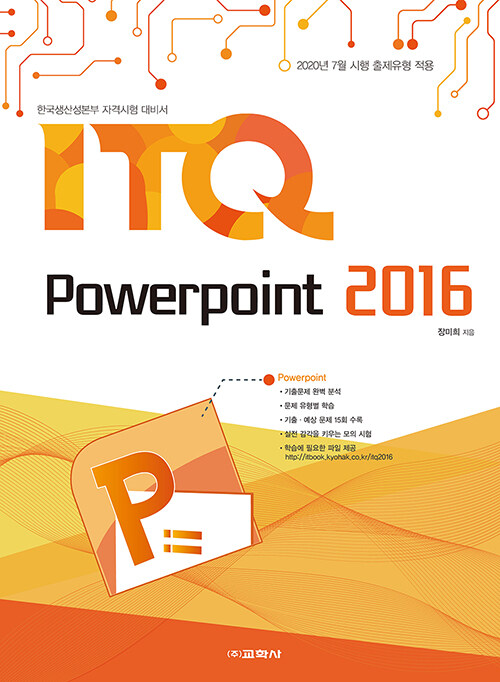 2020년 7월 시행 출제유형 적용
한국생산성본부 자격시험 대비서
ITQ
Powerpoint 2016
장미희 지음
Powerpoint
· 기출문제 완벽 분석
· 문제 유형별 학습
· 기출 · 예상 문제 15회 수록
· 실전 감각을 키우는 모의 시험
· 학습에 필요한 파일 제공
http://itbook.kyohak.co.kr/itq2016
P
(주)교학사